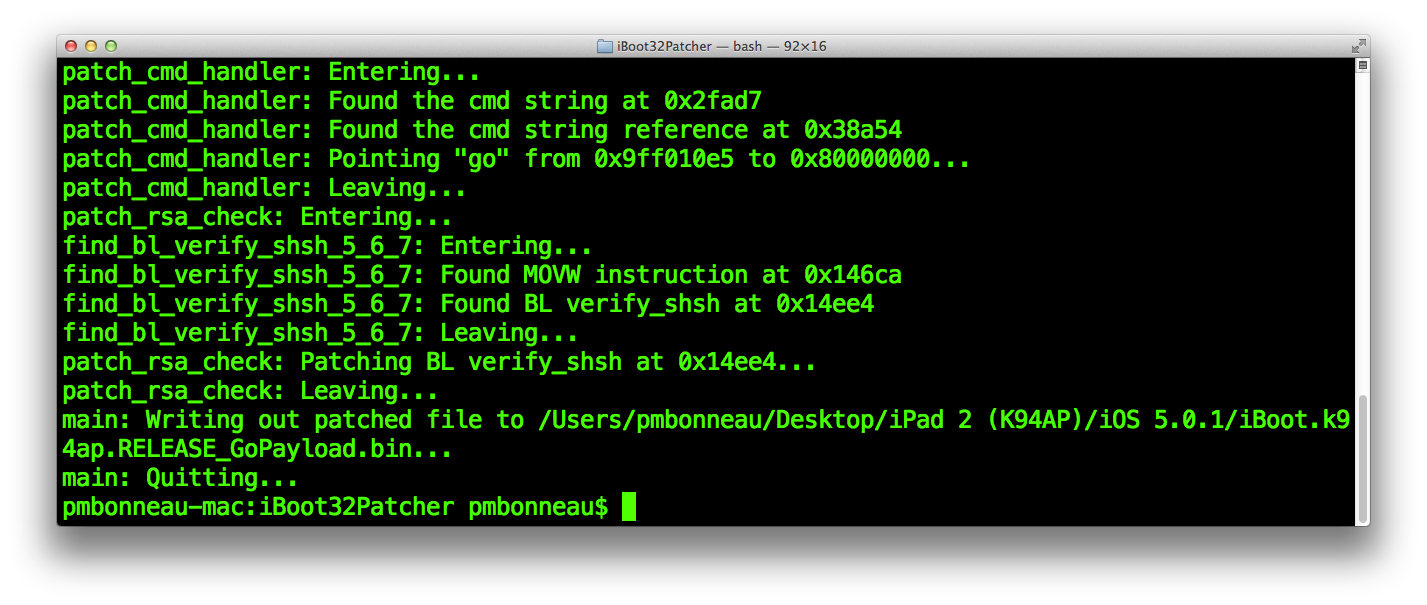 iBoot32Patcher — bash — 92×16
patch_cmd_handler: Entering...
patch_cmd_handler: Found the cmd string at 0x2fad7
patch_cmd_handler: Found the cmd string reference at 0x38a54
patch_cmd_handler: Pointing "go" from 0x9ff010e5 to 0x80000000...
patch_cmd_handler: Leaving...
patch_rsa_check: Entering...
find_bl_verify_shsh_5_6_7: Entering...
find_bl_verify_shsh_5_6_7: Found MOVW instruction at 0x146ca
find_bl_verify_shsh_5_6_7: Found BL verify_shsh at 0x14ee4
find_bl_verify_shsh_5_6_7: Leaving...
patch_rsa_check: Patching BL verify_shsh at 0x14ee4...
patch_rsa_check: Leaving...
main: Writing out patched file to /Users/pmbonneau/Desktop/iPad 2 (K94AP)/iOS 5.0.1/iBoot.k9
4ap.RELEASE_GoPayload.bin...
main: Quitting...
pmbonneau-mac:iBoot32Patcher pmbonneau$